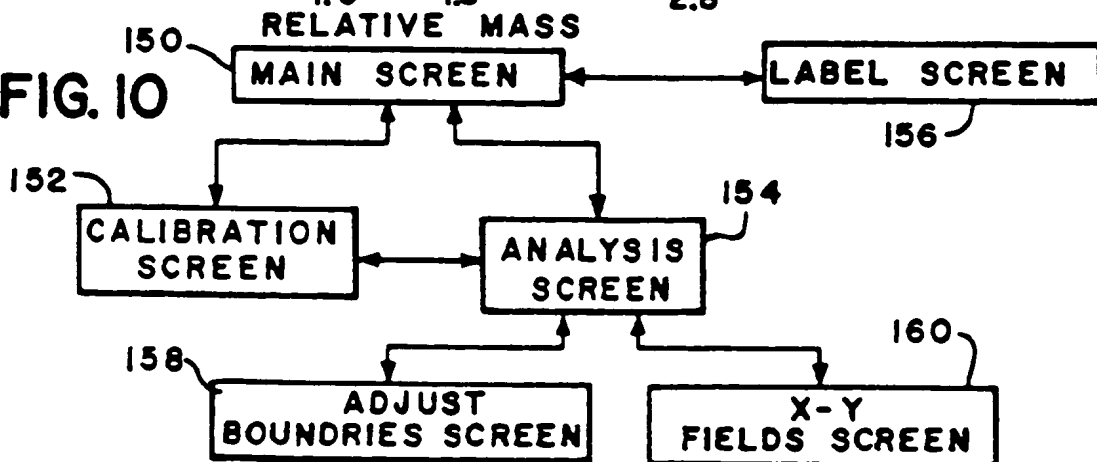 RELATIVE MASS
150
MAIN SCREEN
LABEL SCREEN
FIG. 10
156
152
154
CALIBRATION
SCREEN
ANALYSIS
SCREEN
158
160
ADJUST
BOUNDRIES SCREEN
X-Y
FIELDS SCREEN